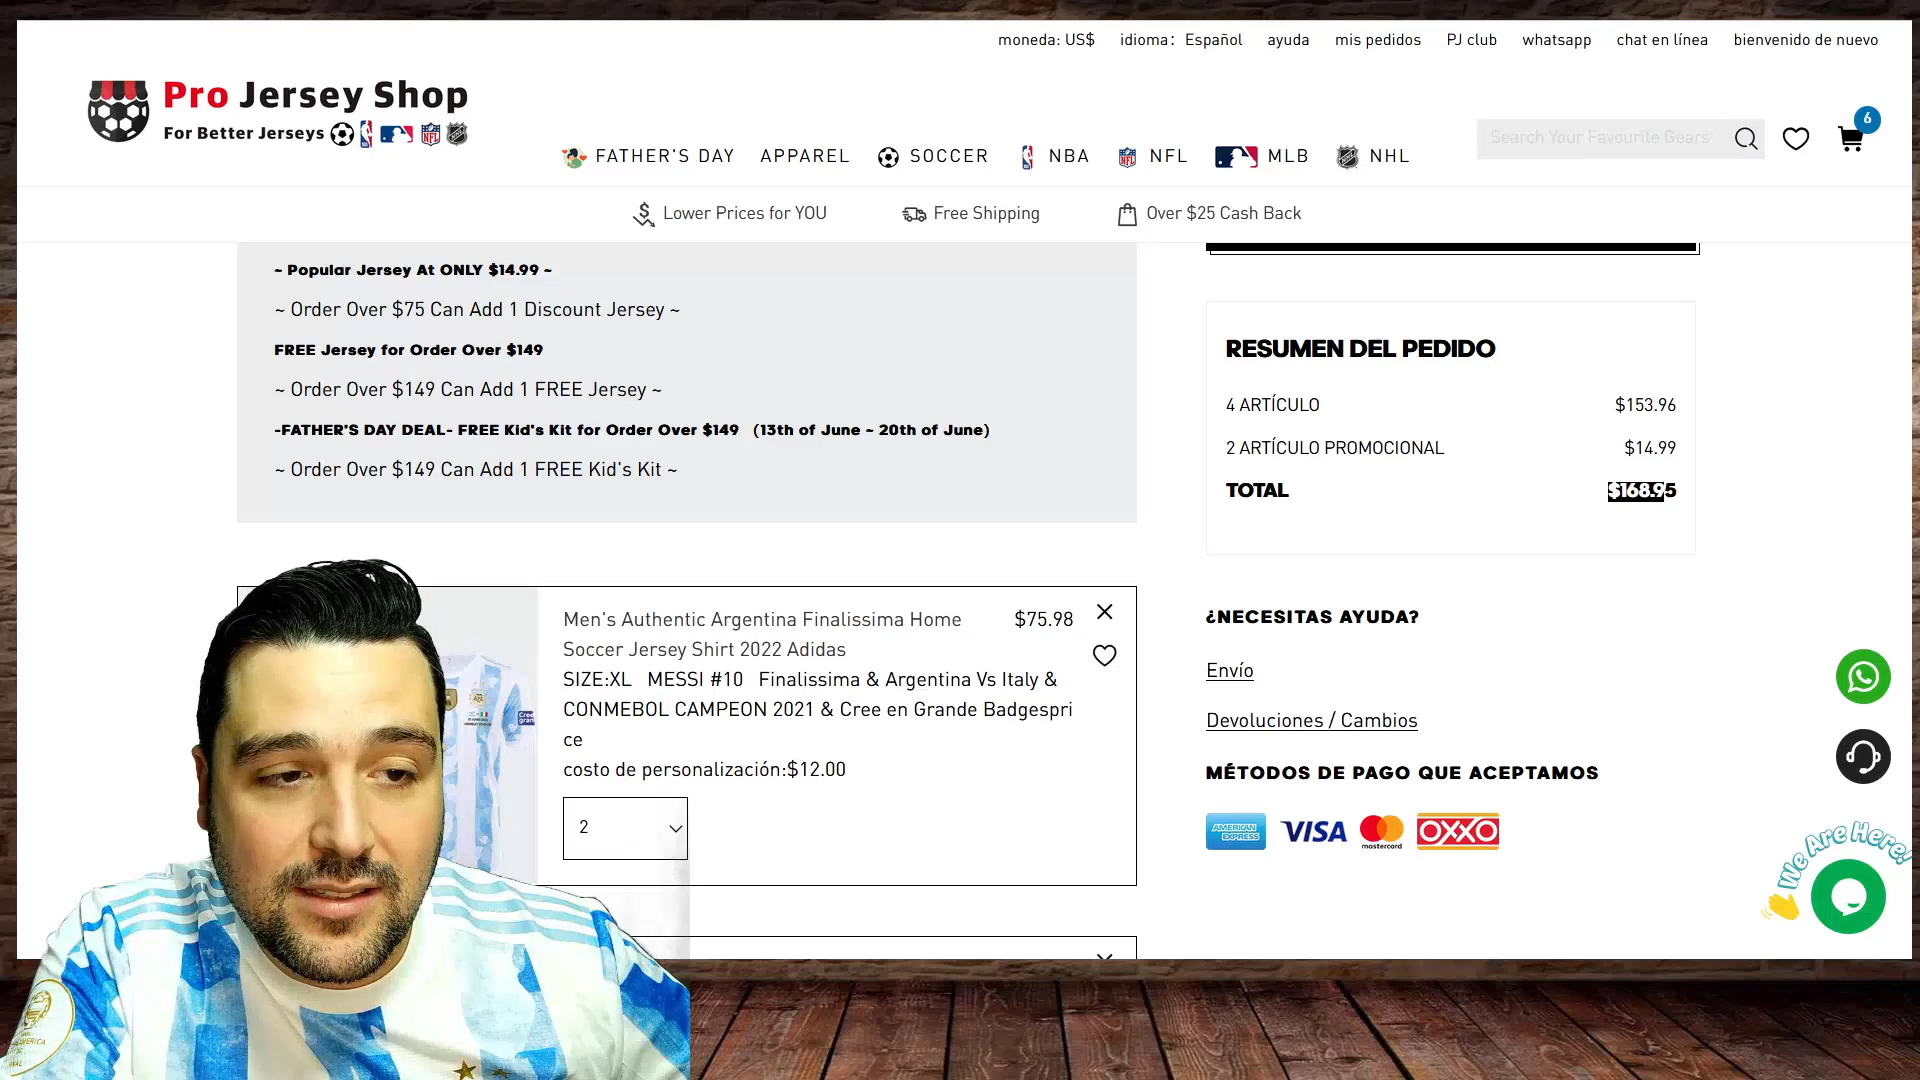 moneda: US$ idioma: Español ayuda mis pedidos PJ club whatsapp chat en línea bienvenido de nuevo
Pro Jersey Shop
For Better Jerseys
FATHER'S DAY APPAREL SOCCER NBA NFL MLB NHL
Search Your Favourite Gears
6
Lower Prices for YOU Free Shipping Over $25 Cash Back
~ Popular Jersey At ONLY $14.99 ~
~ Order Over $75 Can Add 1 Discount Jersey ~
FREE Jersey for Order Over $149
~ Order Over $149 Can Add 1 FREE Jersey ~
-FATHER'S DAY DEAL- FREE Kid's Kit for Order Over $149 (13th of June ~ 20th of June)
~ Order Over $149 Can Add 1 FREE Kid's Kit ~
RESUMEN DEL PEDIDO
4 ARTÍCULO $153.96
2 ARTÍCULO PROMOCIONAL $14.99
TOTAL $168.95
Men's Authentic Argentina Finalissima Home $75.98
Soccer Jersey Shirt 2022 Adidas
SIZE:XL MESSI #10 Finalissima & Argentina Vs Italy &
CONMEBOL CAMPEON 2021 & Cree en Grande Badgespri
ce
costo de personalización:$12.00
2
¿NECESITAS AYUDA?
Envío
Devoluciones / Cambios
MÉTODOS DE PAGO QUE ACEPTAMOS
AMERICAN EXPRESS VISA mastercard OXXO
We Are Here!